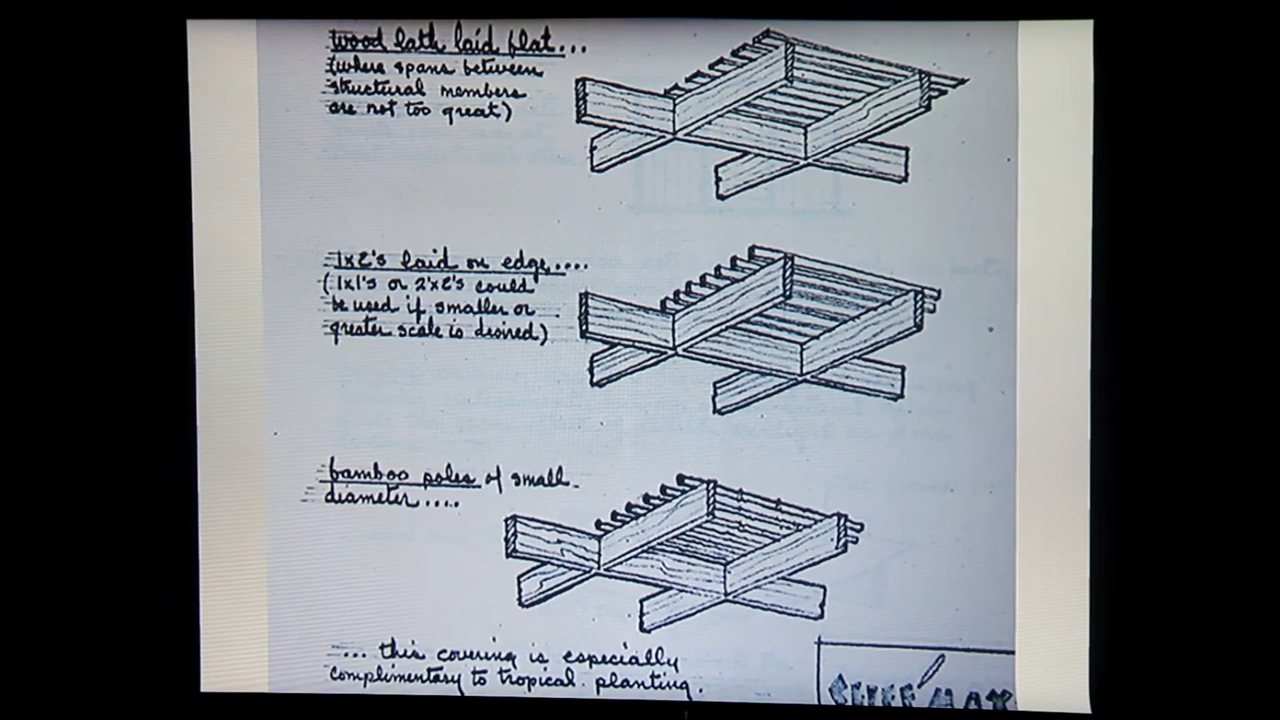 wood lath laid flat...
(where spans between
structural members
are not too great)
1x2's laid on edge....
(1x1's or 2x2's could
be used if smaller or
greater scale is desired)
bamboo poles of small
diameter....
... this covering is especially
complimentary to tropical planting.